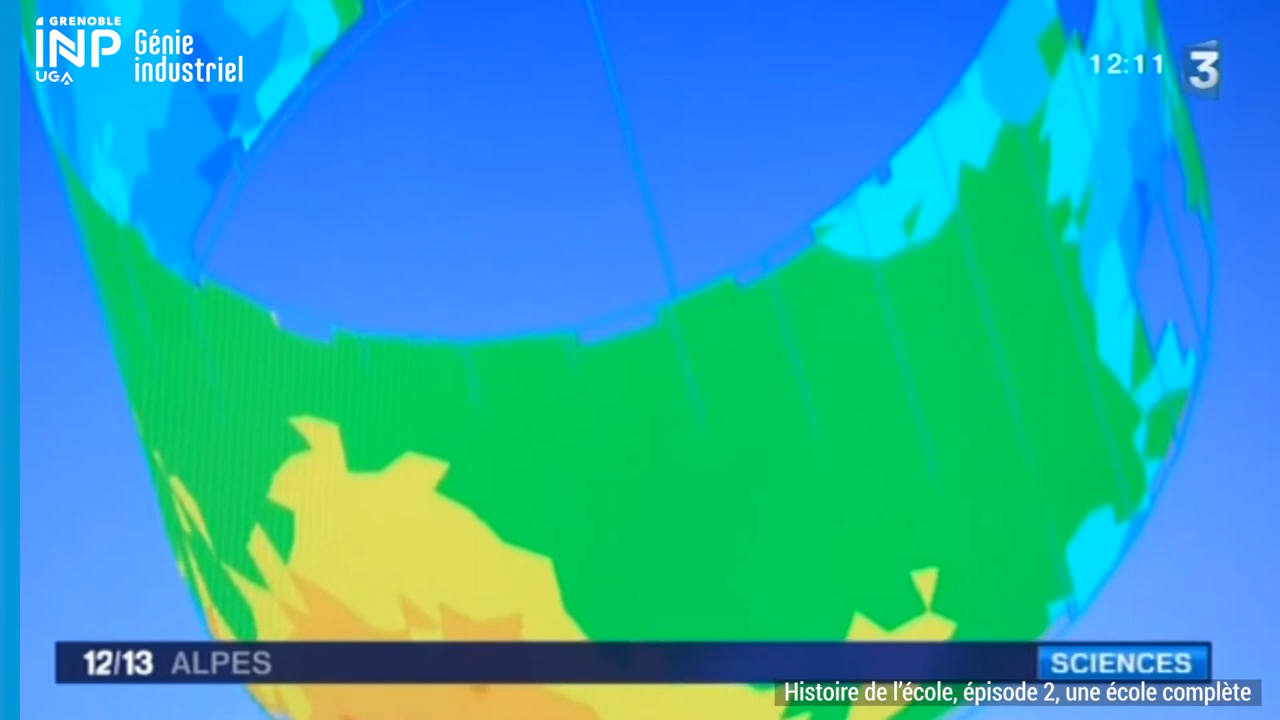 GRENOBLE
INP
UGA
Génie
industriel
12:11
3
12/13 ALPES
SCIENCES
Histoire de l'école, épisode 2, une école complète